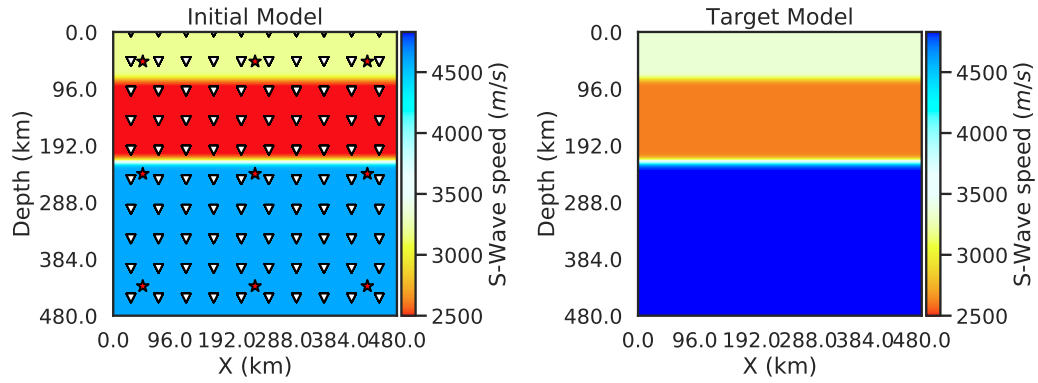 Initial Model
0.0
96.0
192.0
288.0
384.0
480.0
Depth (km)
0.0 96.0 192.0 288.0 384.0 480.0
X (km)
4500
4000
3500
3000
2500
S-Wave speed (m/s)
Target Model
0.0
96.0
192.0
288.0
384.0
480.0
Depth (km)
0.0 96.0 192.0 288.0 384.0 480.0
X (km)
4500
4000
3500
3000
2500
S-Wave speed (m/s)